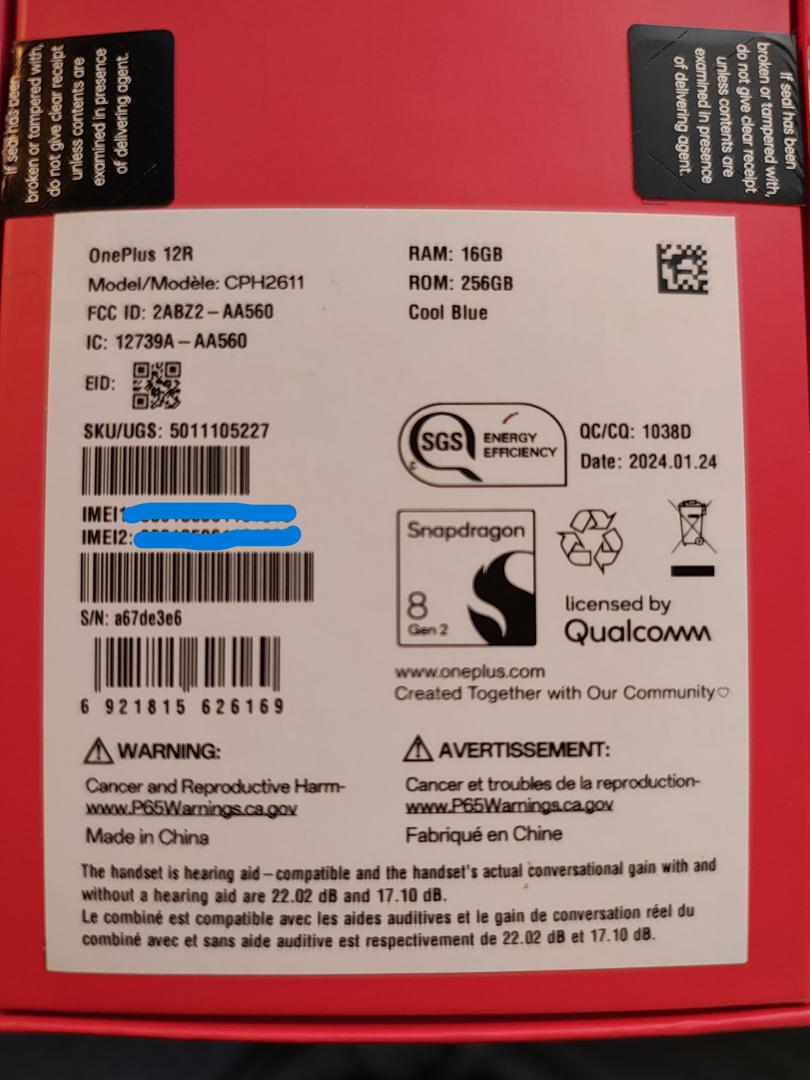 If seal has been
broken or tampered with,
do not give clear receipt
unless contents are
examined in presence
of delivering agent.
If seal has been
broken or tampered with,
do not give clear receipt
unless contents are
examined in presence
of delivering agent.
OnePlus 12R
Model/Modèle: CPH2611
FCC ID: 2ABZ2-AA560
IC: 12739A-AA560
EID:
SKU/UGS: 5011105227
IMEI1
IMEI2:
S/N: a67de3e6
6 921815 626169
RAM: 16GB
ROM: 256GB
Cool Blue
SGS ENERGY
EFFICIENCY
QC/CQ: 1038D
Date: 2024.01.24
Snapdragon
8
Gen 2
licensed by
Qualcomm
www.oneplus.com
Created Together with Our Community♡
⚠ WARNING:
Cancer and Reproductive Harm-
www.P65Warnings.ca.gov
Made in China
⚠ AVERTISSEMENT:
Cancer et troubles de la reproduction-
www.P65Warnings.ca.gov
Fabriqué en Chine
The handset is hearing aid-compatible and the handset's actual conversational gain with and
without a hearing aid are 22.02 dB and 17.10 dB.
Le combiné est compatible avec les aides auditives et le gain de conversation réel du
combiné avec et sans aide auditive est respectivement de 22.02 dB et 17.10 dB.